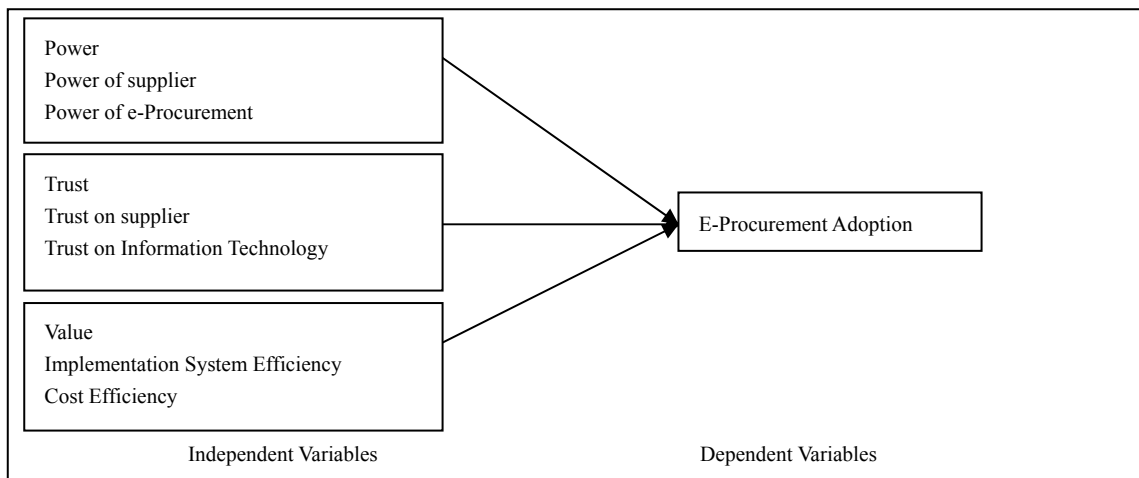 Power
Power of supplier
Power of e-Procurement
Trust
Trust on supplier
Trust on Information Technology
E-Procurement Adoption
Value
Implementation System Efficiency
Cost Efficiency
Independent Variables
Dependent Variables